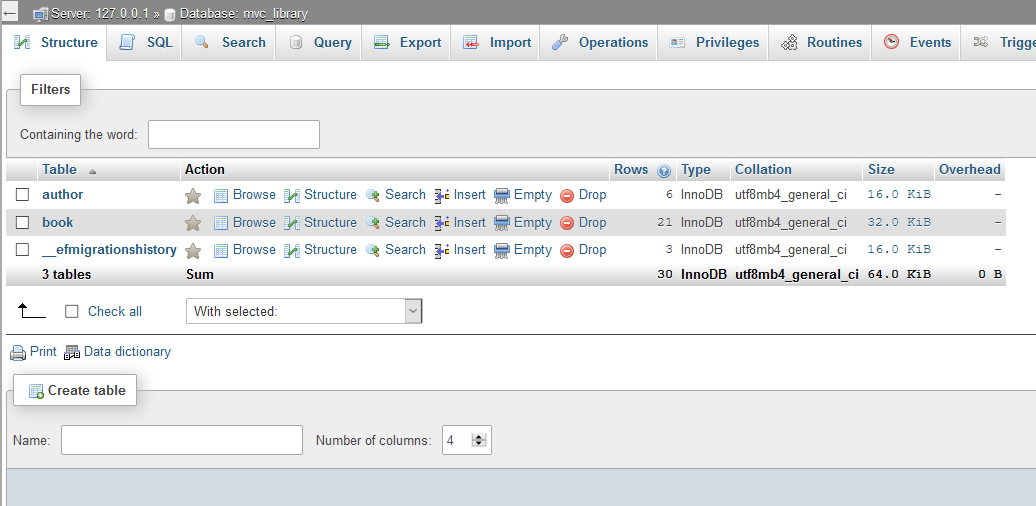 ← Server: 127.0.0.1 » Database: mvc_library
Structure SQL Search Query Export Import Operations Privileges Routines Events Trigge
Filters
Containing the word:
Table Action Rows Type Collation Size Overhead
author Browse Structure Search Insert Empty Drop 6 InnoDB utf8mb4_general_ci 16.0 KiB –
book Browse Structure Search Insert Empty Drop 21 InnoDB utf8mb4_general_ci 32.0 KiB –
__efmigrationshistory Browse Structure Search Insert Empty Drop 3 InnoDB utf8mb4_general_ci 16.0 KiB –
3 tables Sum 30 InnoDB utf8mb4_general_ci 64.0 KiB 0 B
Check all With selected:
Print Data dictionary
Create table
Name: Number of columns: 4